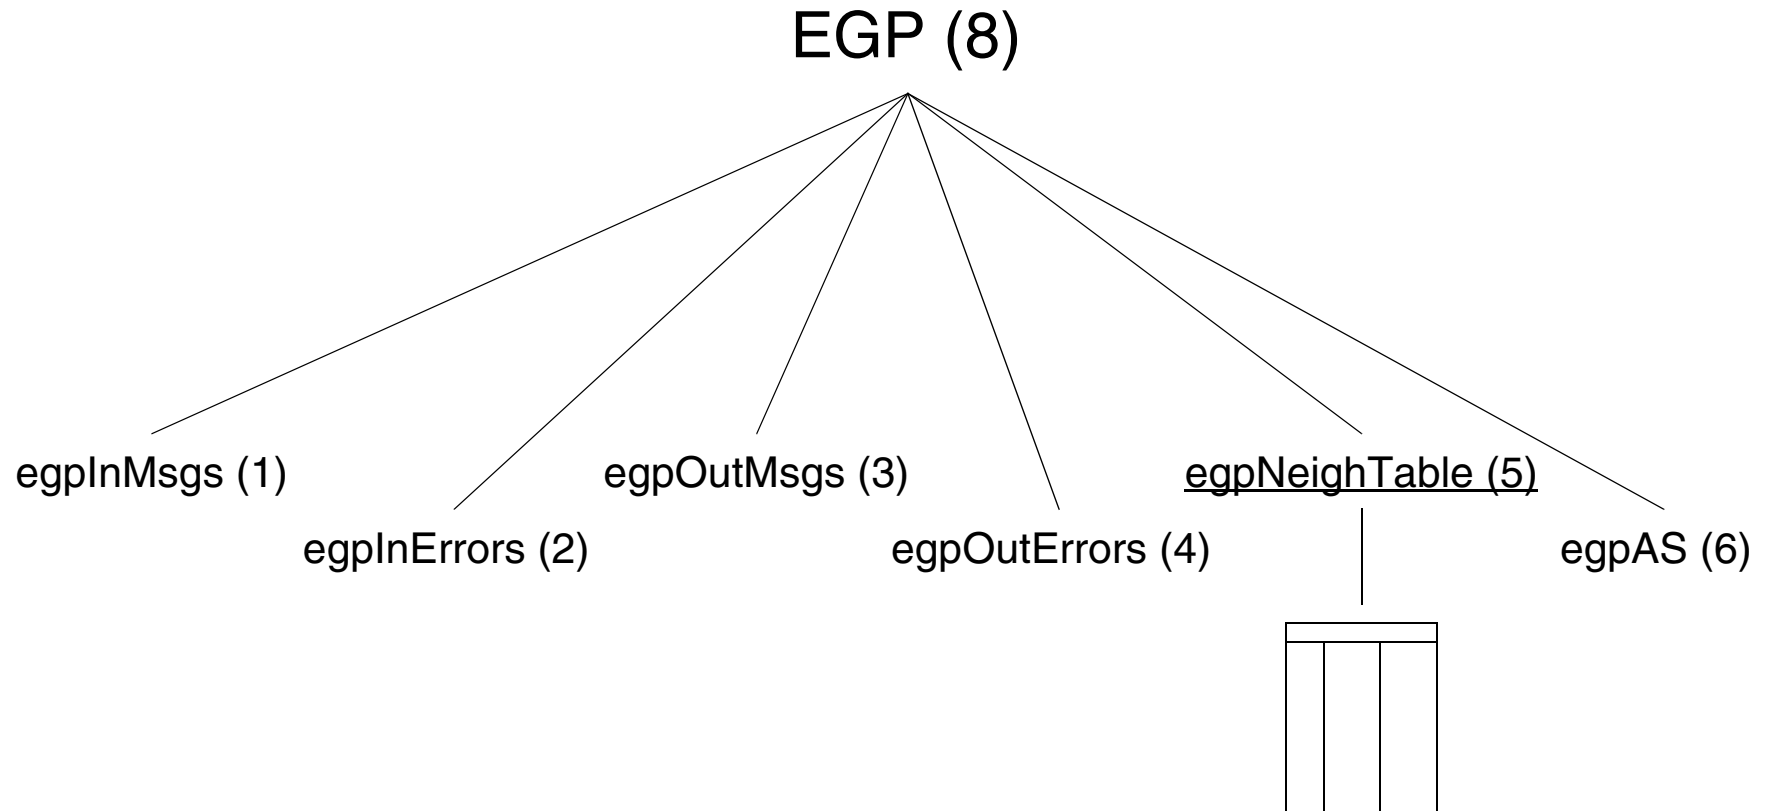 EGP (8)
egpInMsgs (1)
egpInErrors (2)
egpOutMsgs (3)
egpOutErrors (4)
egpNeighTable (5)
egpAS (6)